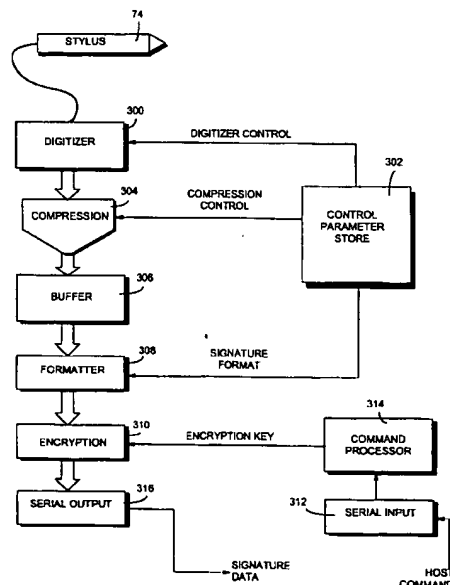 STYLUS
74
300
DIGITIZER
DIGITIZER CONTROL
302
304
COMPRESSION
COMPRESSION
CONTROL
CONTROL
PARAMETER
STORE
306
BUFFER
308
FORMATTER
SIGNATURE
FORMAT
314
310
ENCRYPTION
ENCRYPTION KEY
COMMAND
PROCESSOR
316
SERIAL OUTPUT
312
SERIAL INPUT
SIGNATURE
DATA
HOST
COMMAND